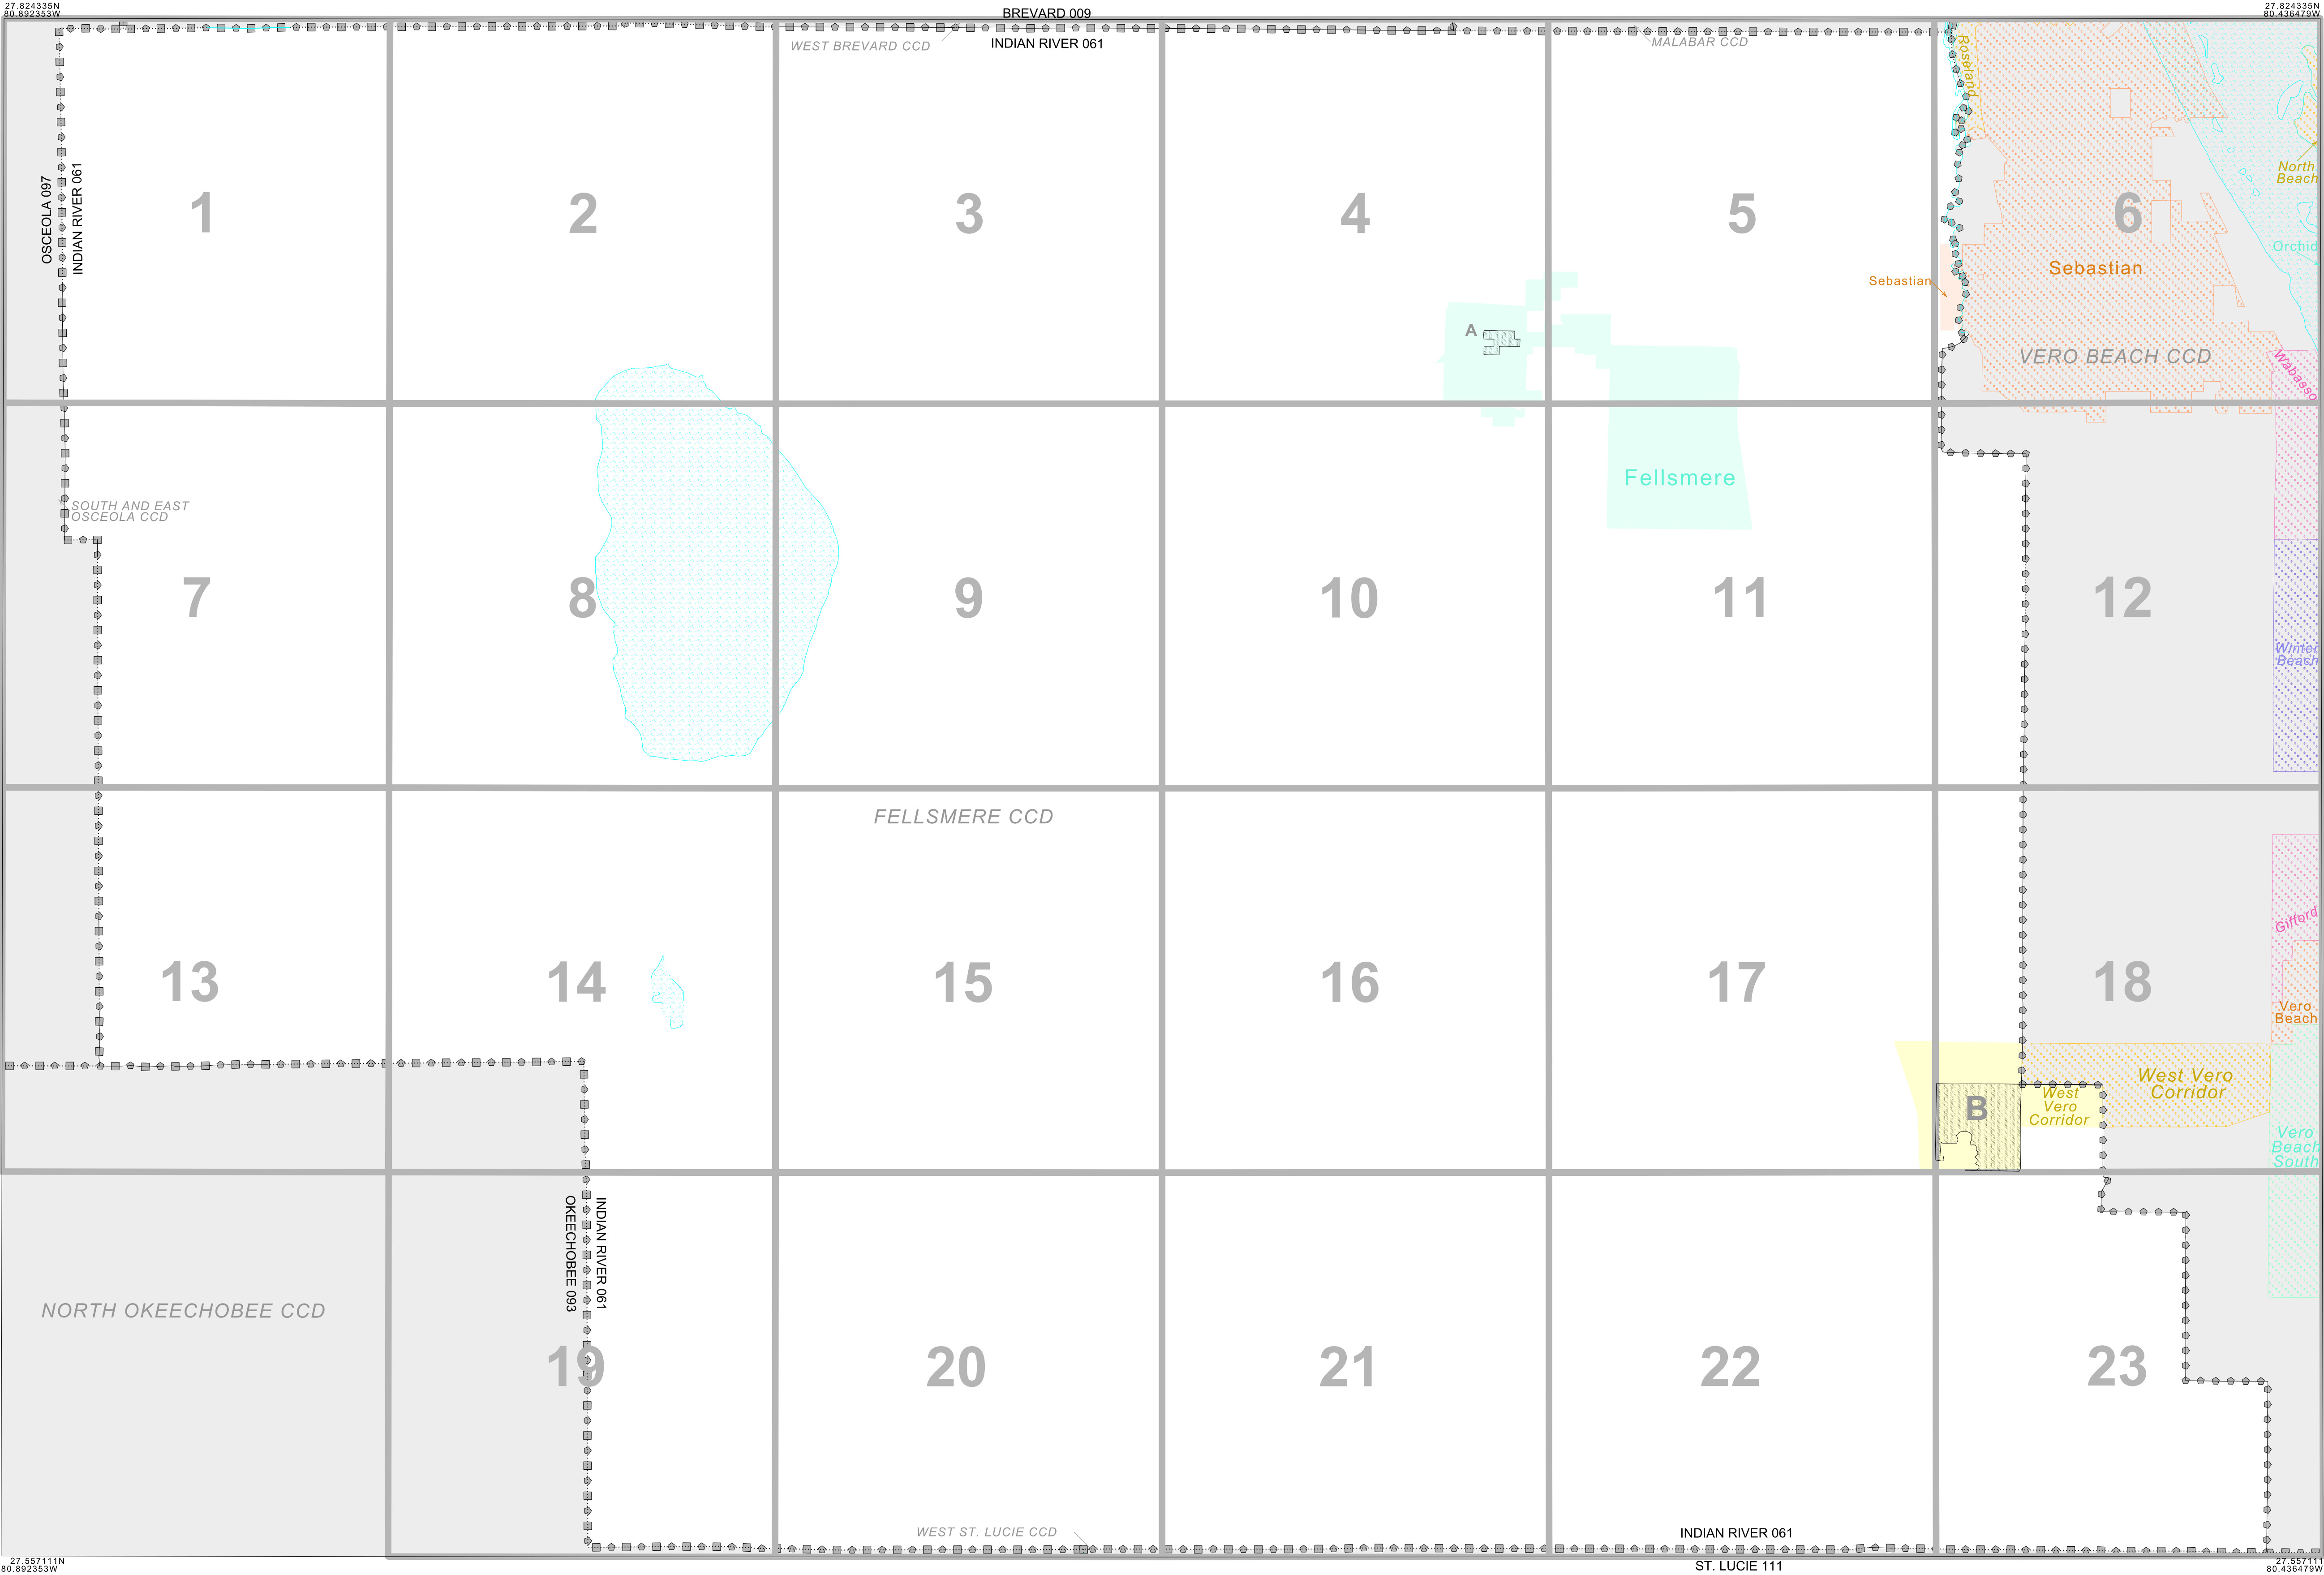 27.824335N
80.892353W
BREVARD 009
27.824335N
80.436479W
WEST BREVARD CCD
INDIAN RIVER 061
MALABAR CCD
Roseland
OSCEOLA 097
INDIAN RIVER 061
North
Beach
1
2
3
4
5
6
Orchid
Sebastian
Sebastian
A
VERO BEACH CCD
Wabasso
Fellsmere
SOUTH AND EAST
OSCEOLA CCD
7
8
9
10
11
12
Winter
Beach
FELLSMERE CCD
Gifford
13
14
15
16
17
18
Vero
Beach
West Vero
Corridor
B
West
Vero
Corridor
Vero
Beach
South
INDIAN RIVER 061
OKEECHOBEE 093
NORTH OKEECHOBEE CCD
19
20
21
22
23
WEST ST. LUCIE CCD
INDIAN RIVER 061
ST. LUCIE 111
27.557111N
80.892353W
27.557111
80.436479W